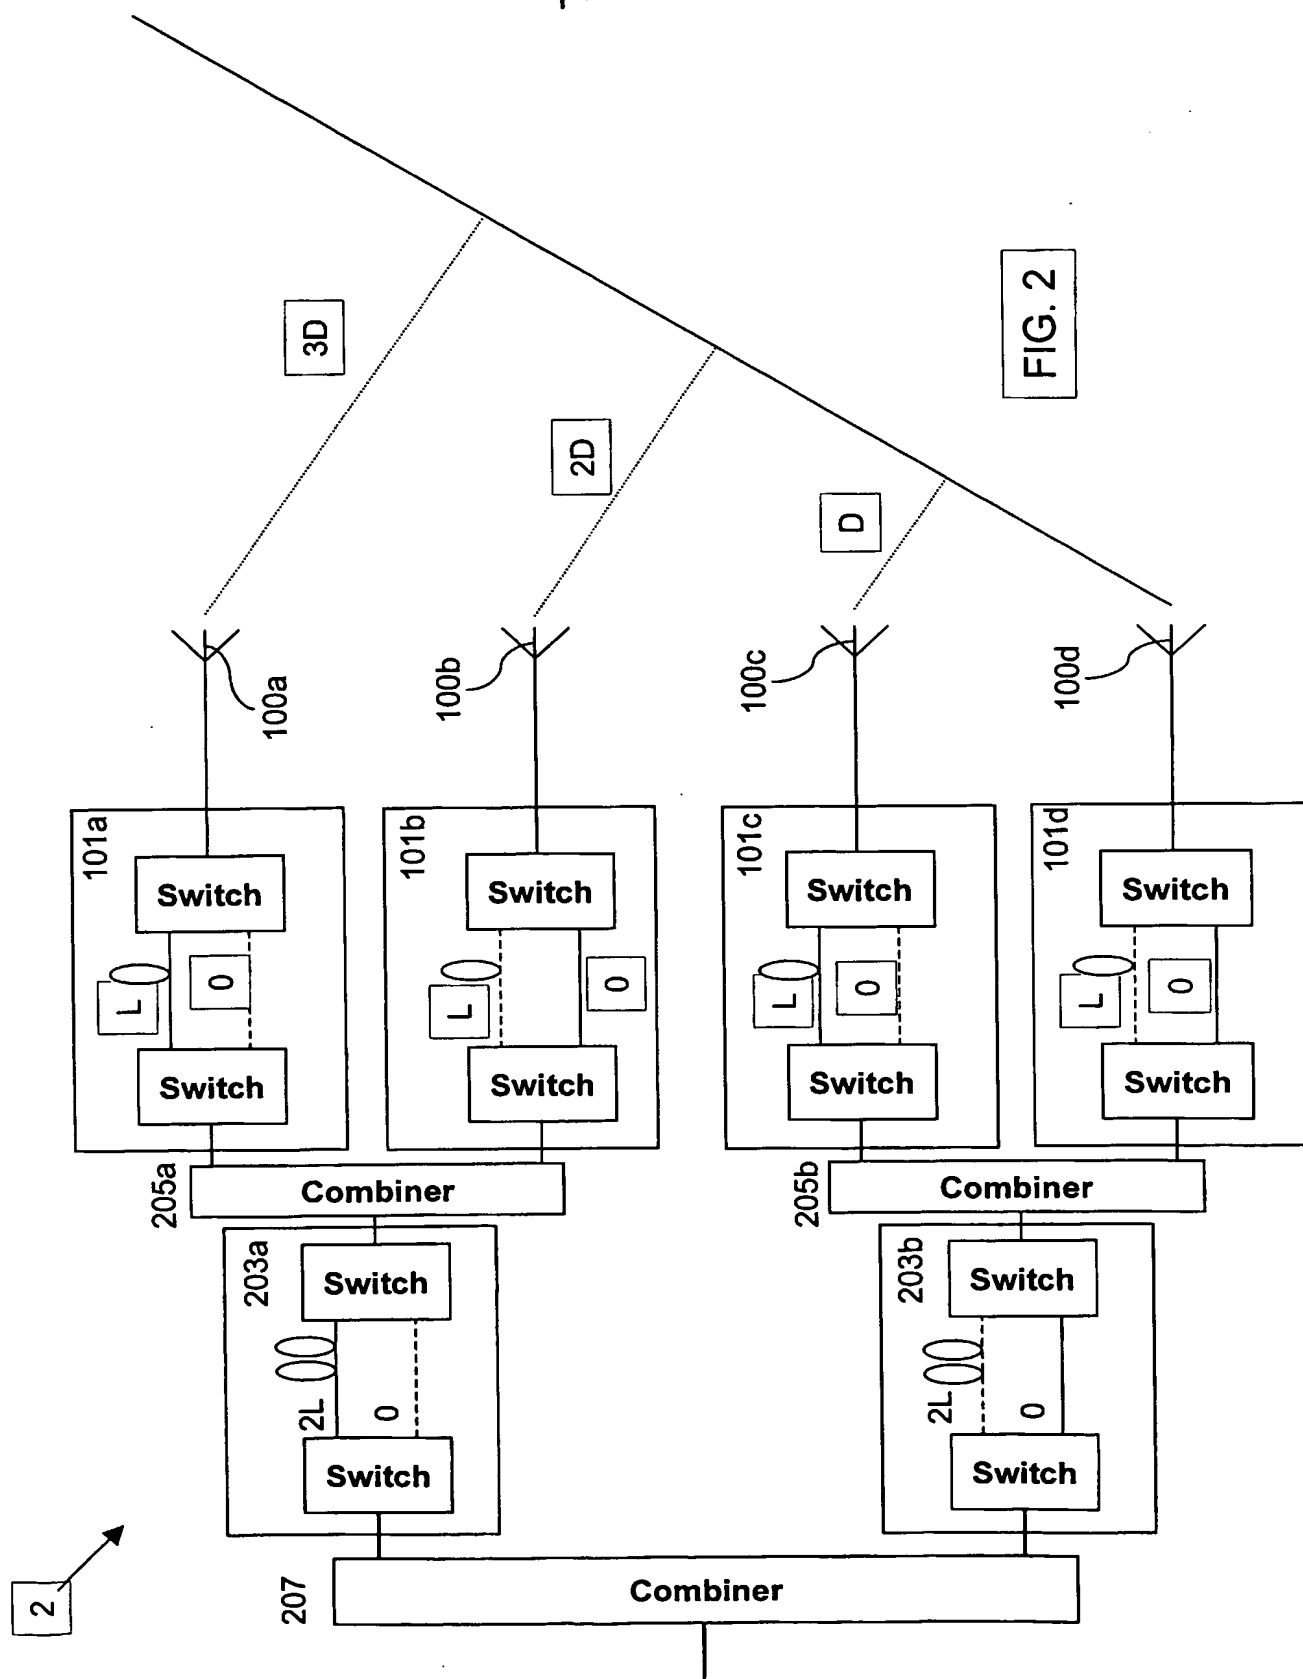 3D
2D
D
FIG. 2
100a
100b
100c
100d
101a
Switch
L
0
Switch
101b
Switch
L
0
Switch
101c
Switch
L
0
Switch
101d
Switch
L
0
Switch
205a
Combiner
205b
Combiner
203a
Switch
2L
0
Switch
203b
Switch
2L
0
Switch
207
Combiner
2